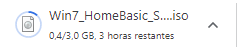 Win7_HomeBasic_S....iso
0,4/3,0 GB, 3 horas restantes